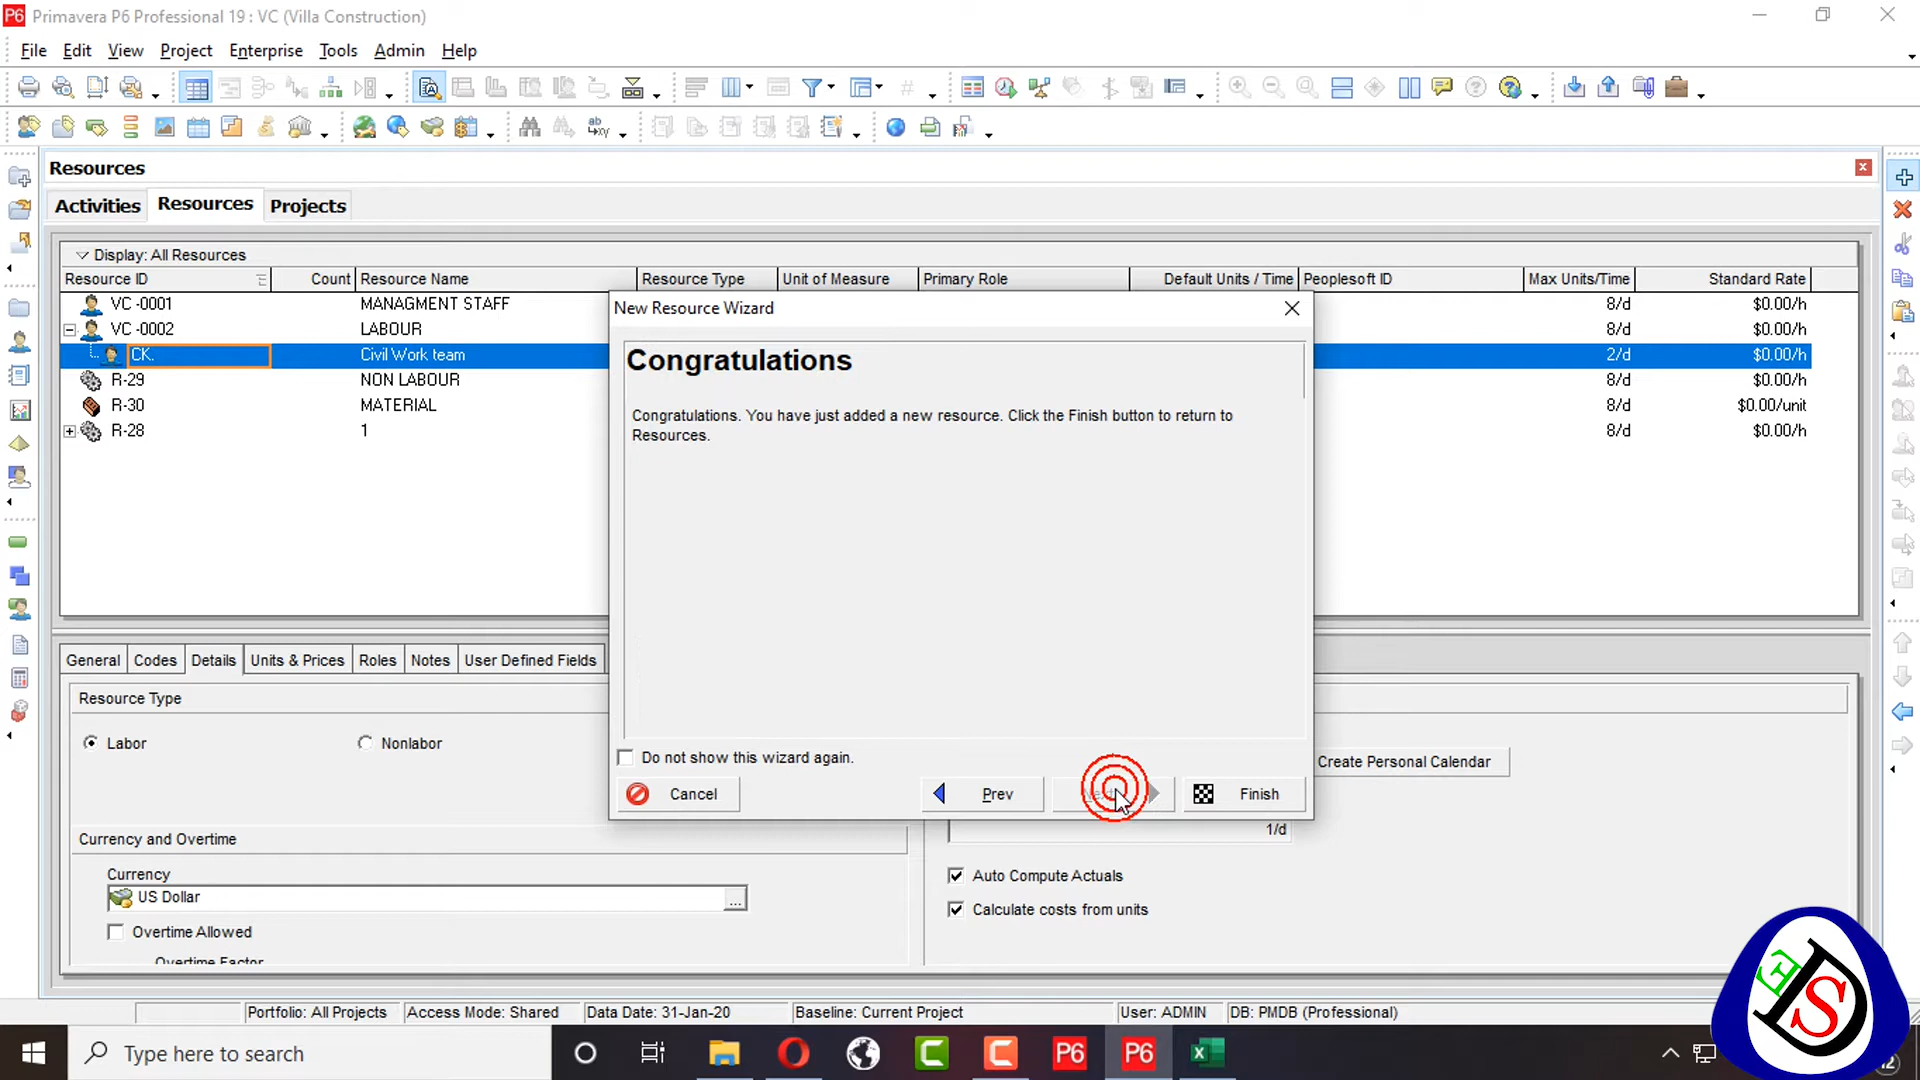 P6 Primavera P6 Professional 19 : VC (Villa Construction)
File Edit View Project Enterprise Tools Admin Help
Resources
Activities Resources Projects
Display: All Resources
Resource ID Count Resource Name Resource Type Unit of Measure Primary Role Default Units / Time Peoplesoft ID Max Units/Time Standard Rate
VC -0001 MANAGMENT STAFF 8/d $0.00/h
VC -0002 LABOUR 8/d $0.00/h
CK. Civil Work team 2/d $0.00/h
R-29 NON LABOUR 8/d $0.00/h
R-30 MATERIAL 8/d $0.00/unit
R-28 1 8/d $0.00/h
New Resource Wizard
Congratulations
Congratulations. You have just added a new resource. Click the Finish button to return to
Resources.
Do not show this wizard again.
Cancel Prev Finish
General Codes Details Units & Prices Roles Notes User Defined Fields
Resource Type
Labor Nonlabor
Create Personal Calendar
1/d
Currency and Overtime
Currency
US Dollar ...
Overtime Allowed
Overtime Factor
Auto Compute Actuals
Calculate costs from units
Portfolio: All Projects Access Mode: Shared Data Date: 31-Jan-20 Baseline: Current Project User: ADMIN DB: PMDB (Professional)
Type here to search
P6 P6